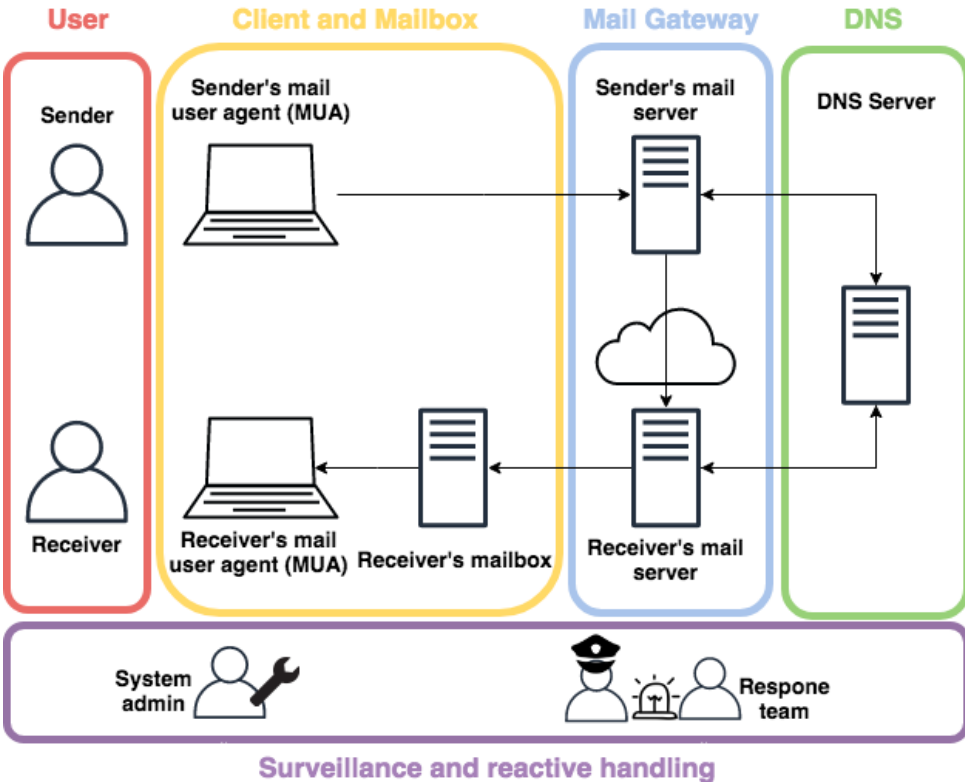 User
Client and Mailbox
Mail Gateway
DNS
Sender
Sender's mail
user agent (MUA)
Sender's mail
server
DNS Server
Receiver
Receiver's mail
user agent (MUA)
Receiver's mailbox
Receiver's mail
server
System
admin
Respone
team
Surveillance and reactive handling